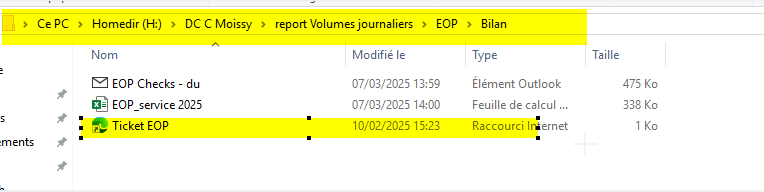 Ce PC > Homedir (H:) > DC C Moissy > report Volumes journaliers > EOP > Bilan
Nom Modifié le Type Taille
EOP Checks - du 07/03/2025 13:59 Élément Outlook 475 Ko
EOP_service 2025 07/03/2025 14:00 Feuille de calcul ... 338 Ko
Ticket EOP 10/02/2025 15:23 Raccourci Internet 1 Ko